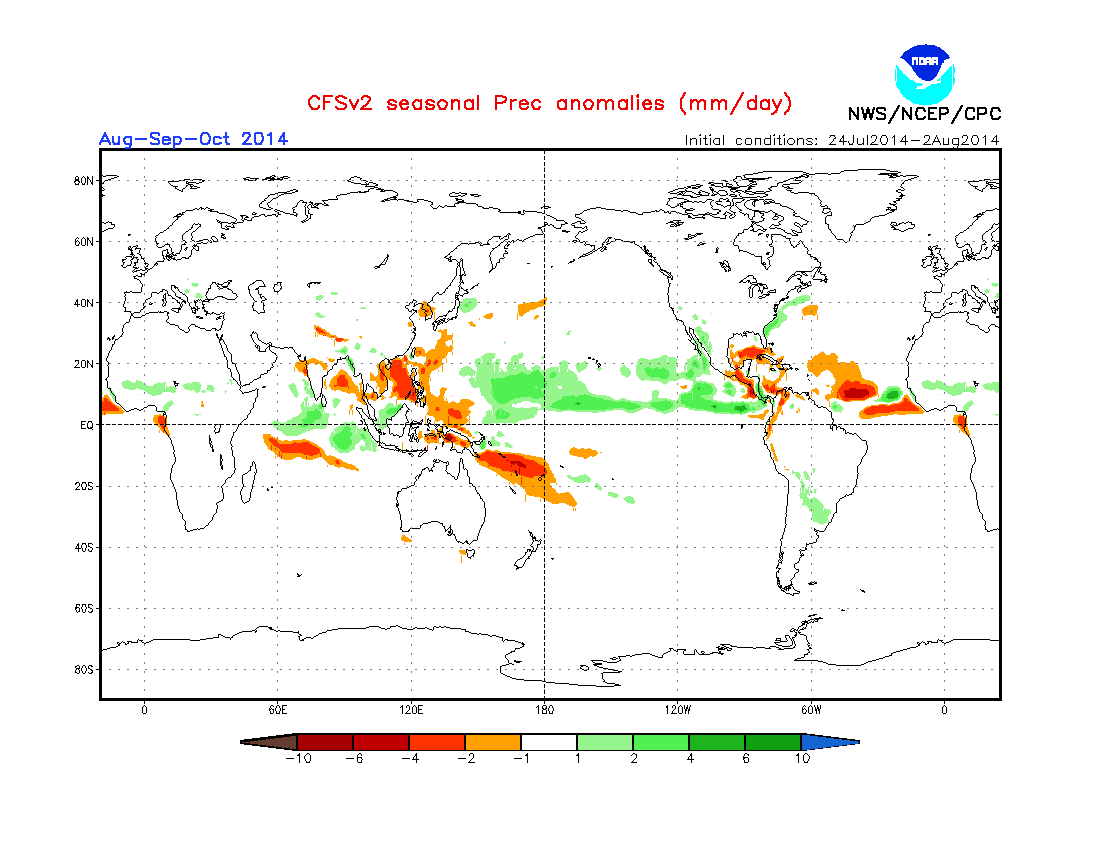 NOAA
CFSv2 seasonal Prec anomalies (mm/day)
NWS/NCEP/CPC
Aug-Sep-Oct 2014
Initial conditions: 24Jul2014-2Aug2014
80N
60N
40N
20N
EQ
20S
40S
60S
80S
0 60E 120E 180 120W 60W 0
-10 -6 -4 -2 -1 1 2 4 6 10